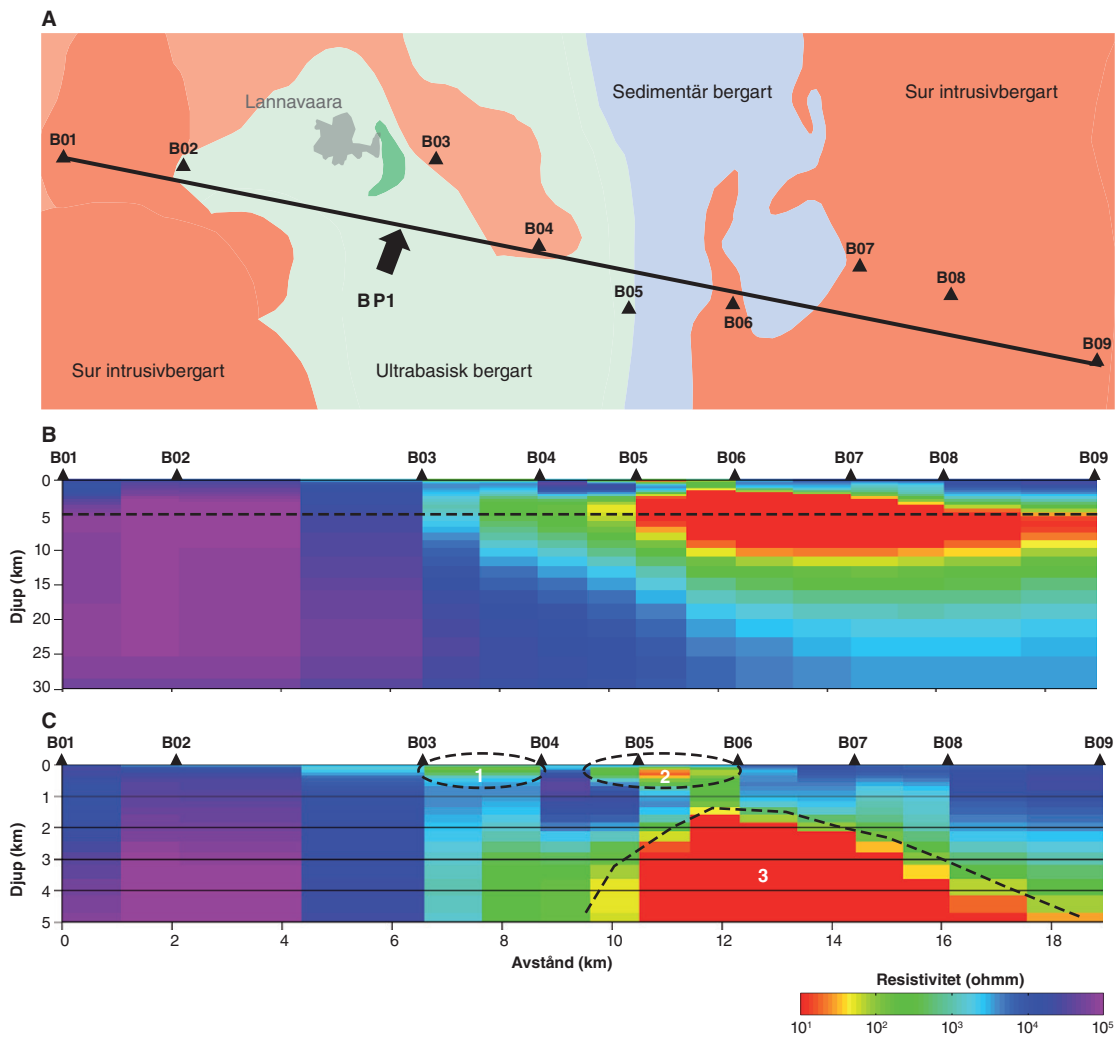 A
Lannavaara
Sedimentär bergart
Sur intrusivbergart
B01
B02
B03
B04
B07
B08
B05
B06
BP1
B09
Sur intrusivbergart
Ultrabasisk bergart
B
B01 B02 B03 B04 B05 B06 B07 B08 B09
Djup (km)
0
5
10
15
20
25
30
C
B01 B02 B03 B04 B05 B06 B07 B08 B09
Djup (km)
0
1
2
3
4
5
1
2
3
0 2 4 6 8 10 12 14 16 18
Avstånd (km)
Resistivitet (ohmm)
10¹ 10² 10³ 10⁴ 10⁵